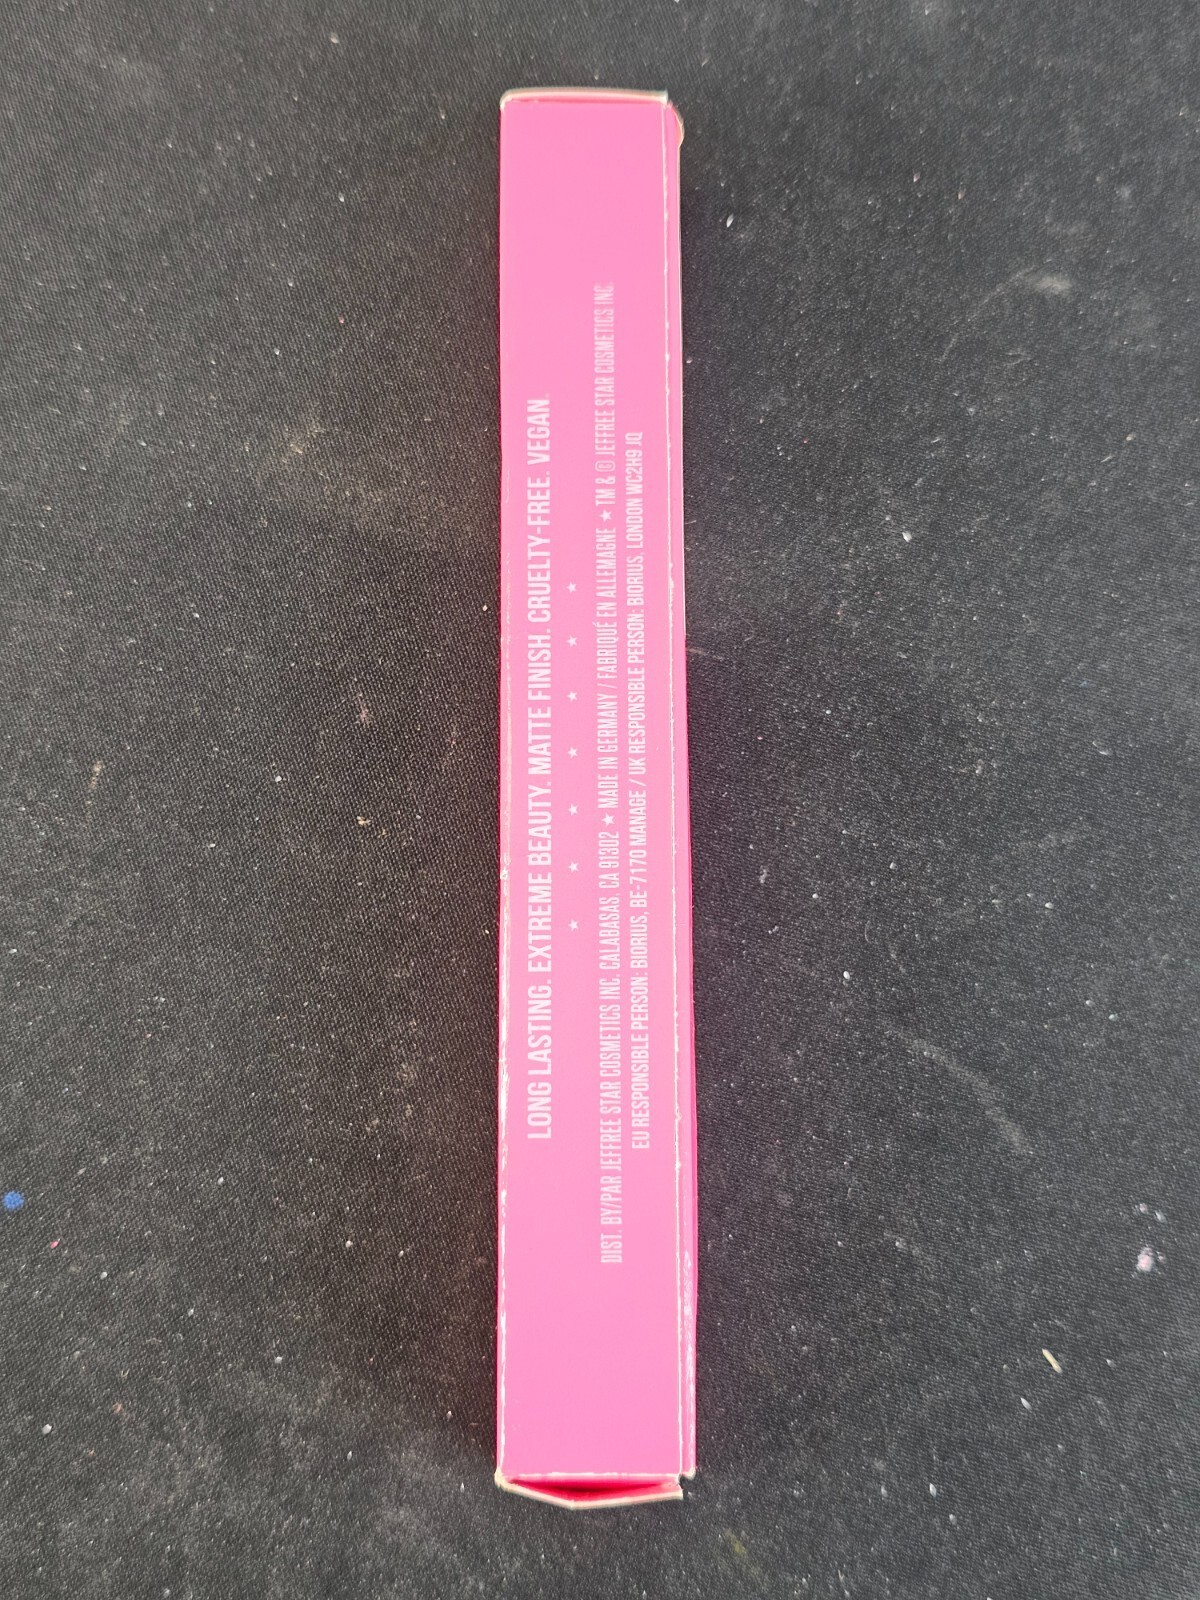 LONG LASTING. EXTREME BEAUTY. MATTE FINISH. CRUELTY-FREE. VEGAN.
★ ★ ★ ★ ★ ★ ★
DIST. BY/PAR JEFFREE STAR COSMETICS INC. CALABASAS, CA 91302 ★ MADE IN GERMANY / FABRIQUÉ EN ALLEMAGNE ★ TM & © JEFFREE STAR COSMETICS INC.
EU RESPONSIBLE PERSON: BIORIUS, BE-7170 MANAGE / UK RESPONSIBLE PERSON: BIORIUS, LONDON WC2H9 JQ